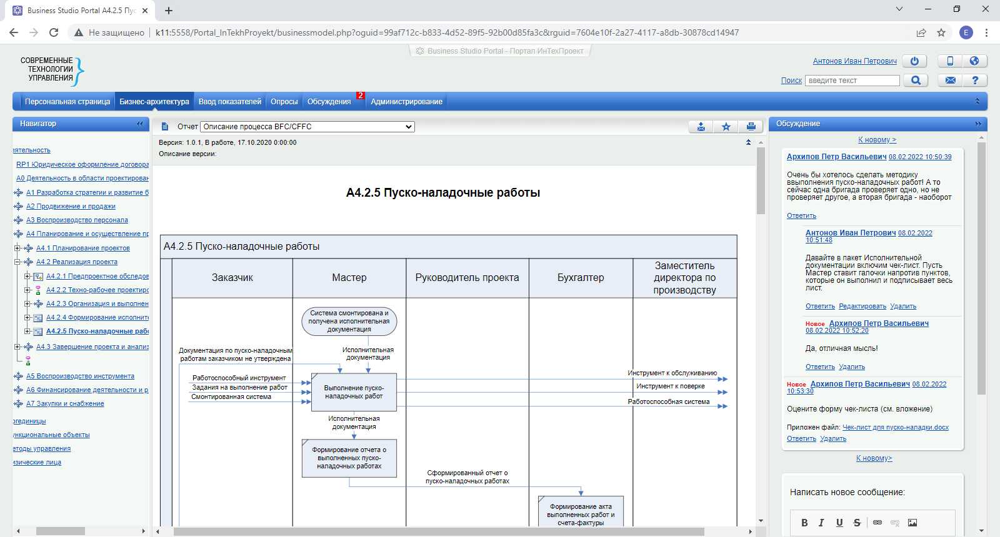 Business Studio Portal A4.2.5 Пус
Не защищено
k11:5558/Portal_InTekhProyekt/businessmodel.php?oguid=99af712c-b833-4d52-89f5-92b00d85fa3c&rguid=7604e10f-2a27-4117-a8db-30878cd14947
E
Business Studio Portal - Портал ИнТехПроект
СОВРЕМЕННЫЕ
ТЕХНОЛОГИИ
УПРАВЛЕНИЯ
Антонов Иван Петрович
Поиск введите текст
?
Персональная страница Бизнес-архитектура Ввод показателей Опросы Обсуждения 2 Администрирование
Навигатор
еятельность
RP1 Юридическое оформление договора
A0 Деятельность в области проектирован
A1 Разработка стратегии и развитие б
A2 Продвижение и продажи
A3 Воспроизводство персонала
A4 Планирование и осуществление пр
A4.1 Планирование проектов
A4.2 Реализация проекта
A4.2.1 Предпроектное обследов
A4.2.2 Техно-рабочее проектиро
A4.2.3 Организация и выполнен
A4.2.4 Формирование исполнит
A4.2.5 Пуско-наладочные рабо
A4.3 Завершение проекта и анализ
A5 Воспроизводство инструмента
A6 Финансирование деятельности и р
A7 Закупки и снабжение
ргединицы
ункциональные объекты
етоды управления
изические лица
Отчет Описание процесса BFC/CFFC
Версия: 1.0.1, В работе, 17.10.2020 0:00:00
Описание версии:
A4.2.5 Пуско-наладочные работы
A4.2.5 Пуско-наладочные работы
Заказчик
Мастер
Руководитель проекта
Бухгалтер
Заместитель
директора по
производству
Система смонтирована и
получена исполнительная
документация
Документация по пуско-наладочным
работам заказчиком не утверждена
Исполнительная
документация
Работоспособный инструмент
Задания на выполнение работ
Смонтированная система
Выполнение пуско-
наладочных работ
Инструмент к обслуживанию
Инструмент к поверке
Работоспособная система
Исполнительная
документация
Формирование отчета о
выполненных пуско-
наладочных работах
Сформированный отчет о
пуско-наладочных работах
Формирование акта
выполненных работ и
счета-фактуры
Обсуждение
К новому >
Архипов Петр Васильевич 08.02.2022 10:50:39
Очень бы хотелось сделать методику
ввыполнения пуско-наладочных работ! А то
сейчас одна бригада проверяет одно, но не
проверяет другое, а вторая бригада - наоборот
Ответить
Антонов Иван Петрович 08.02.2022
10:51:48
Давайте в пакет Исполнительной
документации включим чек-лист. Пусть
Мастер ставит галочки напротив пунктов,
которые он выполнил и подписывает весь
лист.
Ответить Редактировать Удалить
Новое Архипов Петр Васильевич
08.02.2022 10:52:20
Да, отличная мысль!
Ответить Удалить
Новое Архипов Петр Васильевич 08.02.2022
10:53:30
Оцените форму чек-листа (см. вложение)
Приложен файл: Чек-лист для пуско-наладки.docx
Ответить Удалить
К новому>
Написать новое сообщение:
B I U S